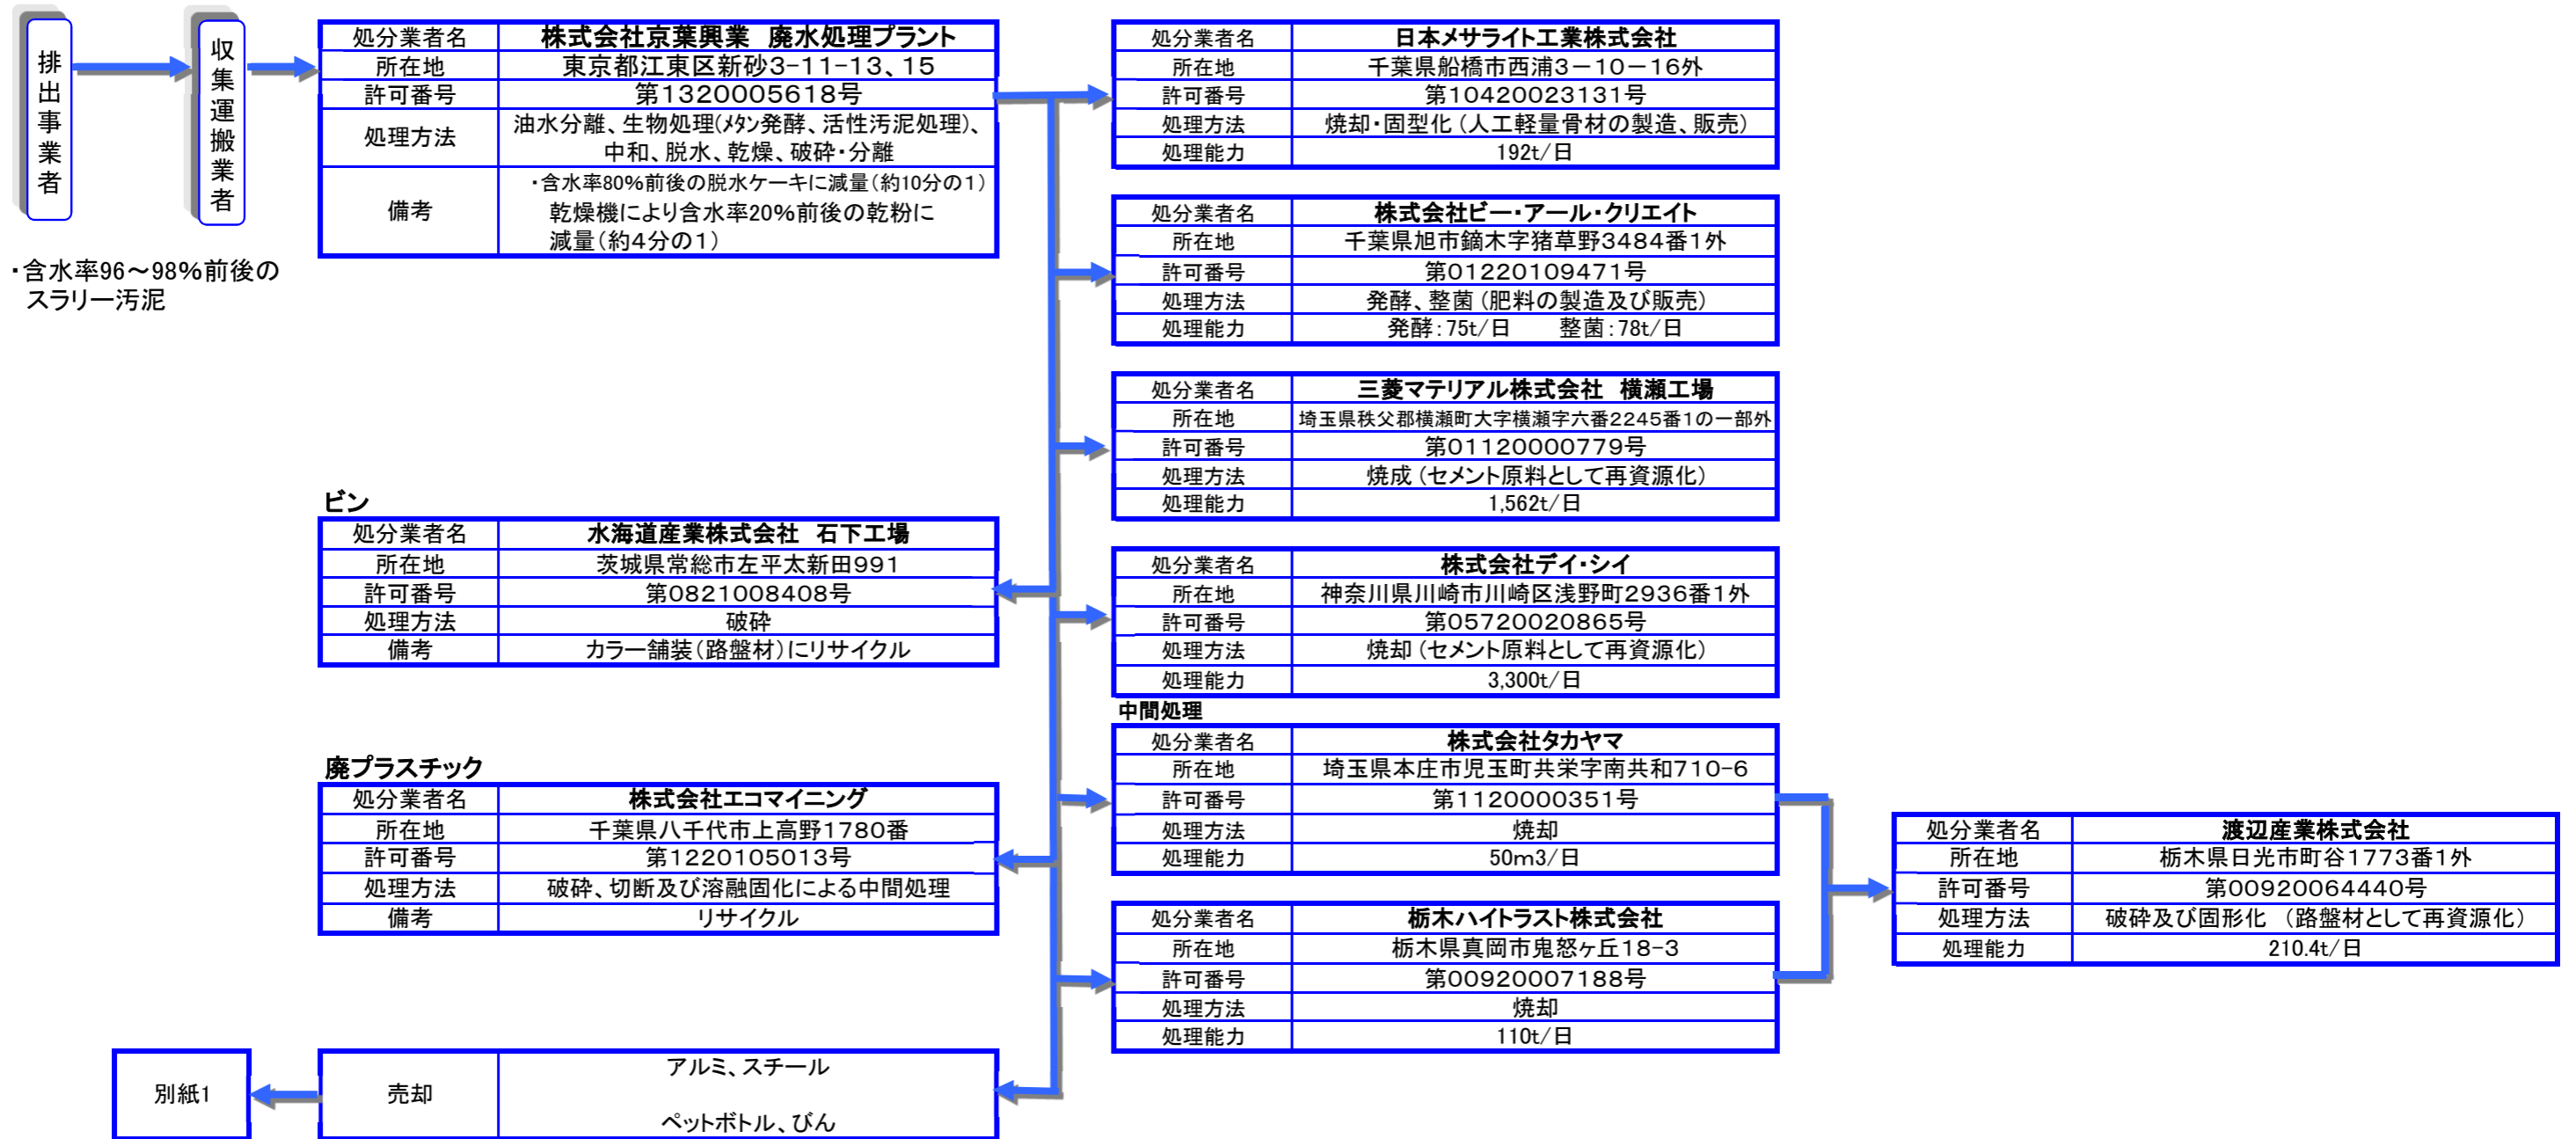 排出事業者
収集運搬業者
・含水率96～98%前後の
スラリー汚泥
処分業者名 株式会社京葉興業 廃水処理プラント
所在地 東京都江東区新砂3-11-13、15
許可番号 第1320005618号
処理方法 油水分離、生物処理(ﾒﾀﾝ発酵、活性汚泥処理)、
中和、脱水、乾燥、破砕・分離
備考 ・含水率80%前後の脱水ケーキに減量(約10分の1)
乾燥機により含水率20%前後の乾粉に
減量(約4分の1)
ビン
処分業者名 水海道産業株式会社 石下工場
所在地 茨城県常総市左平太新田991
許可番号 第0821008408号
処理方法 破砕
備考 カラー舗装(路盤材)にリサイクル
廃プラスチック
処分業者名 株式会社エコマイニング
所在地 千葉県八千代市上高野1780番
許可番号 第1220105013号
処理方法 破砕、切断及び溶融固化による中間処理
備考 リサイクル
別紙1
売却 アルミ、スチール
ペットボトル、びん
処分業者名 日本メサライト工業株式会社
所在地 千葉県船橋市西浦3－10－16外
許可番号 第10420023131号
処理方法 焼却・固型化(人工軽量骨材の製造、販売)
処理能力 192t/日
処分業者名 株式会社ビー・アール・クリエイト
所在地 千葉県旭市鏑木字猪草野3484番1外
許可番号 第01220109471号
処理方法 発酵、整菌(肥料の製造及び販売)
処理能力 発酵:75t/日 整菌:78t/日
処分業者名 三菱マテリアル株式会社 横瀬工場
所在地 埼玉県秩父郡横瀬町大字横瀬字六番2245番1の一部外
許可番号 第01120000779号
処理方法 焼成(セメント原料として再資源化)
処理能力 1,562t/日
処分業者名 株式会社デイ・シイ
所在地 神奈川県川崎市川崎区浅野町2936番1外
許可番号 第05720020865号
処理方法 焼却(セメント原料として再資源化)
処理能力 3,300t/日
中間処理
処分業者名 株式会社タカヤマ
所在地 埼玉県本庄市児玉町共栄字南共和710-6
許可番号 第1120000351号
処理方法 焼却
処理能力 50m3/日
処分業者名 栃木ハイトラスト株式会社
所在地 栃木県真岡市鬼怒ヶ丘18-3
許可番号 第00920007188号
処理方法 焼却
処理能力 110t/日
処分業者名 渡辺産業株式会社
所在地 栃木県日光市町谷1773番1外
許可番号 第00920064440号
処理方法 破砕及び固形化 (路盤材として再資源化)
処理能力 210.4t/日